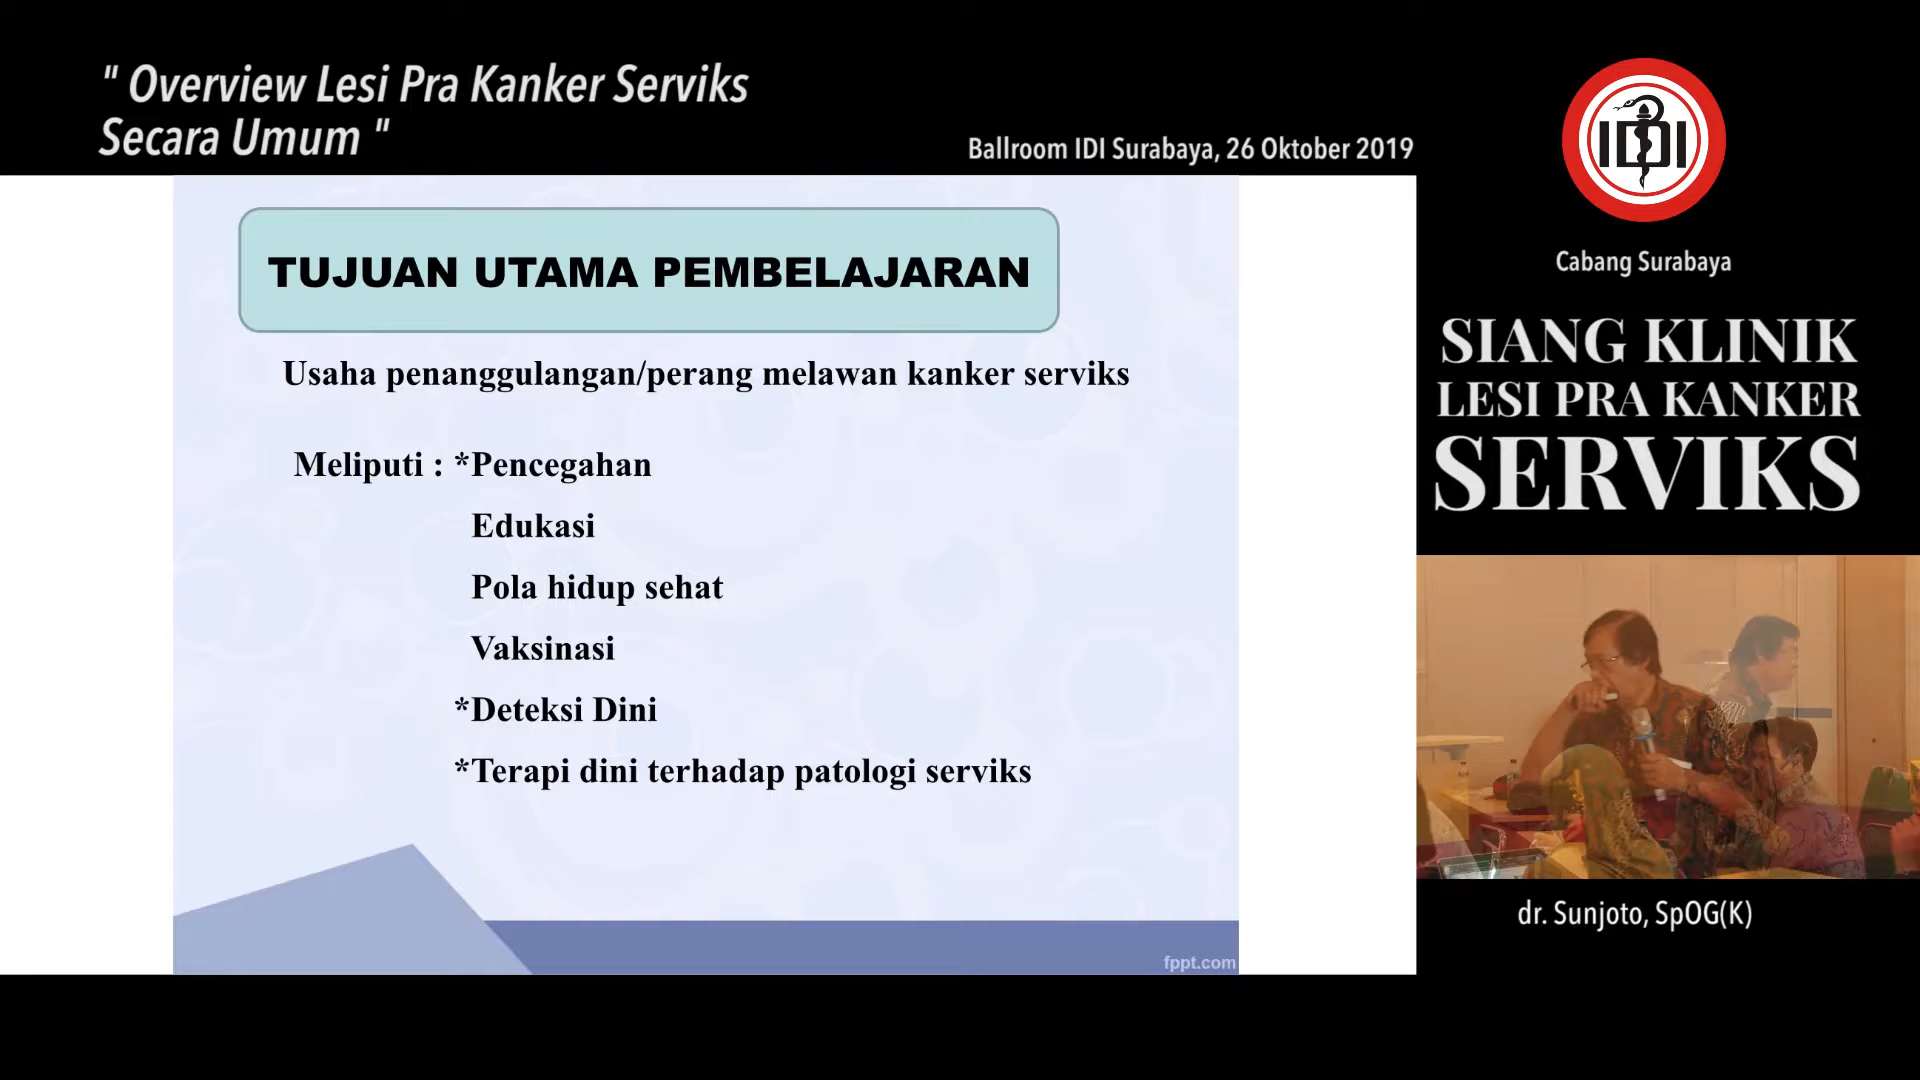 " Overview Lesi Pra Kanker Serviks
Secara Umum "
Ballroom IDI Surabaya, 26 Oktober 2019
IDI
Cabang Surabaya
SIANG KLINIK
LESI PRA KANKER
SERVIKS
TUJUAN UTAMA PEMBELAJARAN
Usaha penanggulangan/perang melawan kanker serviks
Meliputi : *Pencegahan
Edukasi
Pola hidup sehat
Vaksinasi
*Deteksi Dini
*Terapi dini terhadap patologi serviks
fppt.com
dr. Sunjoto, SpOG(K)